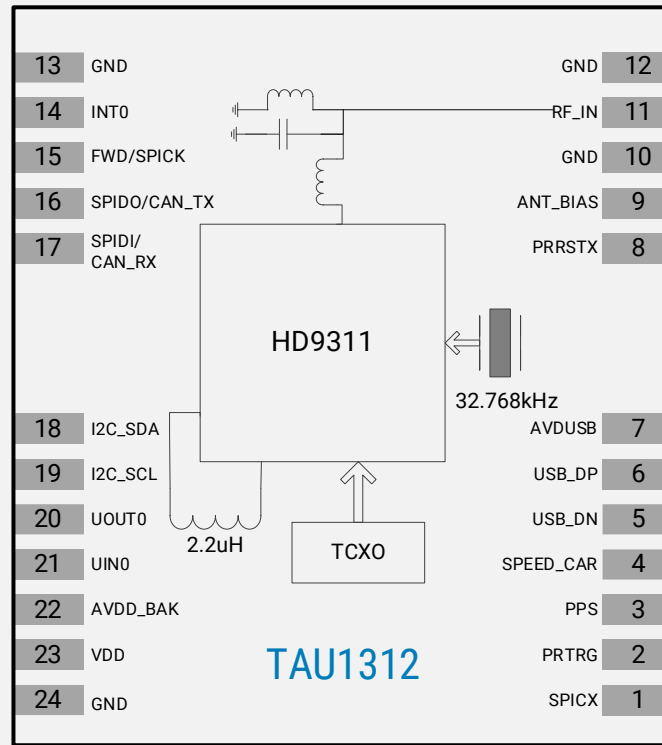 13 GND
14 INT0
15 FWD/SPICK
16 SPIDO/CAN_TX
17 SPIDI/
CAN_RX
18 I2C_SDA
19 I2C_SCL
20 UOUT0
21 UIN0
22 AVDD_BAK
23 VDD
24 GND
HD9311
32.768kHz
2.2uH
TCXO
TAU1312
GND 12
RF_IN 11
GND 10
ANT_BIAS 9
PRRSTX 8
AVDUSB 7
USB_DP 6
USB_DN 5
SPEED_CAR 4
PPS 3
PRTRG 2
SPICX 1